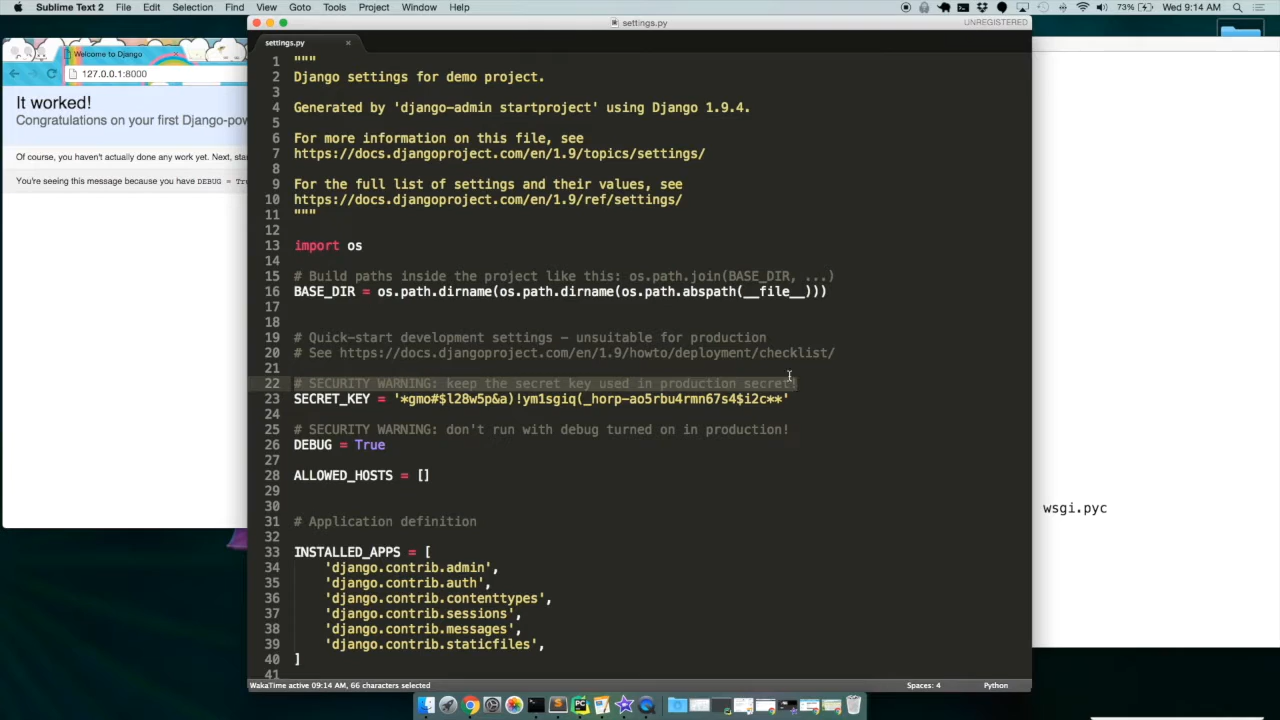 Sublime Text 2 File Edit Selection Find View Goto Tools Project Window Help 73% Wed 9:14 AM
settings.py UNREGISTERED
settings.py ×
Welcome to Django
127.0.0.1:8000
It worked!
Congratulations on your first Django-pow
Of course, you haven't actually done any work yet. Next, star
You're seeing this message because you have DEBUG = Tru
1 """
2 Django settings for demo project.
3
4 Generated by 'django-admin startproject' using Django 1.9.4.
5
6 For more information on this file, see
7 https://docs.djangoproject.com/en/1.9/topics/settings/
8
9 For the full list of settings and their values, see
10 https://docs.djangoproject.com/en/1.9/ref/settings/
11 """
12
13 import os
14
15 # Build paths inside the project like this: os.path.join(BASE_DIR, ...)
16 BASE_DIR = os.path.dirname(os.path.dirname(os.path.abspath(__file__)))
17
18
19 # Quick-start development settings - unsuitable for production
20 # See https://docs.djangoproject.com/en/1.9/howto/deployment/checklist/
21
22 # SECURITY WARNING: keep the secret key used in production secret!
23 SECRET_KEY = '*gmo#$l28w5p&a)!ym1sgiq(_horp-ao5rbu4rmn67s4$i2c**'
24
25 # SECURITY WARNING: don't run with debug turned on in production!
26 DEBUG = True
27
28 ALLOWED_HOSTS = []
29
30
31 # Application definition
32
33 INSTALLED_APPS = [
34 'django.contrib.admin',
35 'django.contrib.auth',
36 'django.contrib.contenttypes',
37 'django.contrib.sessions',
38 'django.contrib.messages',
39 'django.contrib.staticfiles',
40 ]
41
wsgi.pyc
WakaTime active 09:14 AM, 66 characters selected Spaces: 4 Python